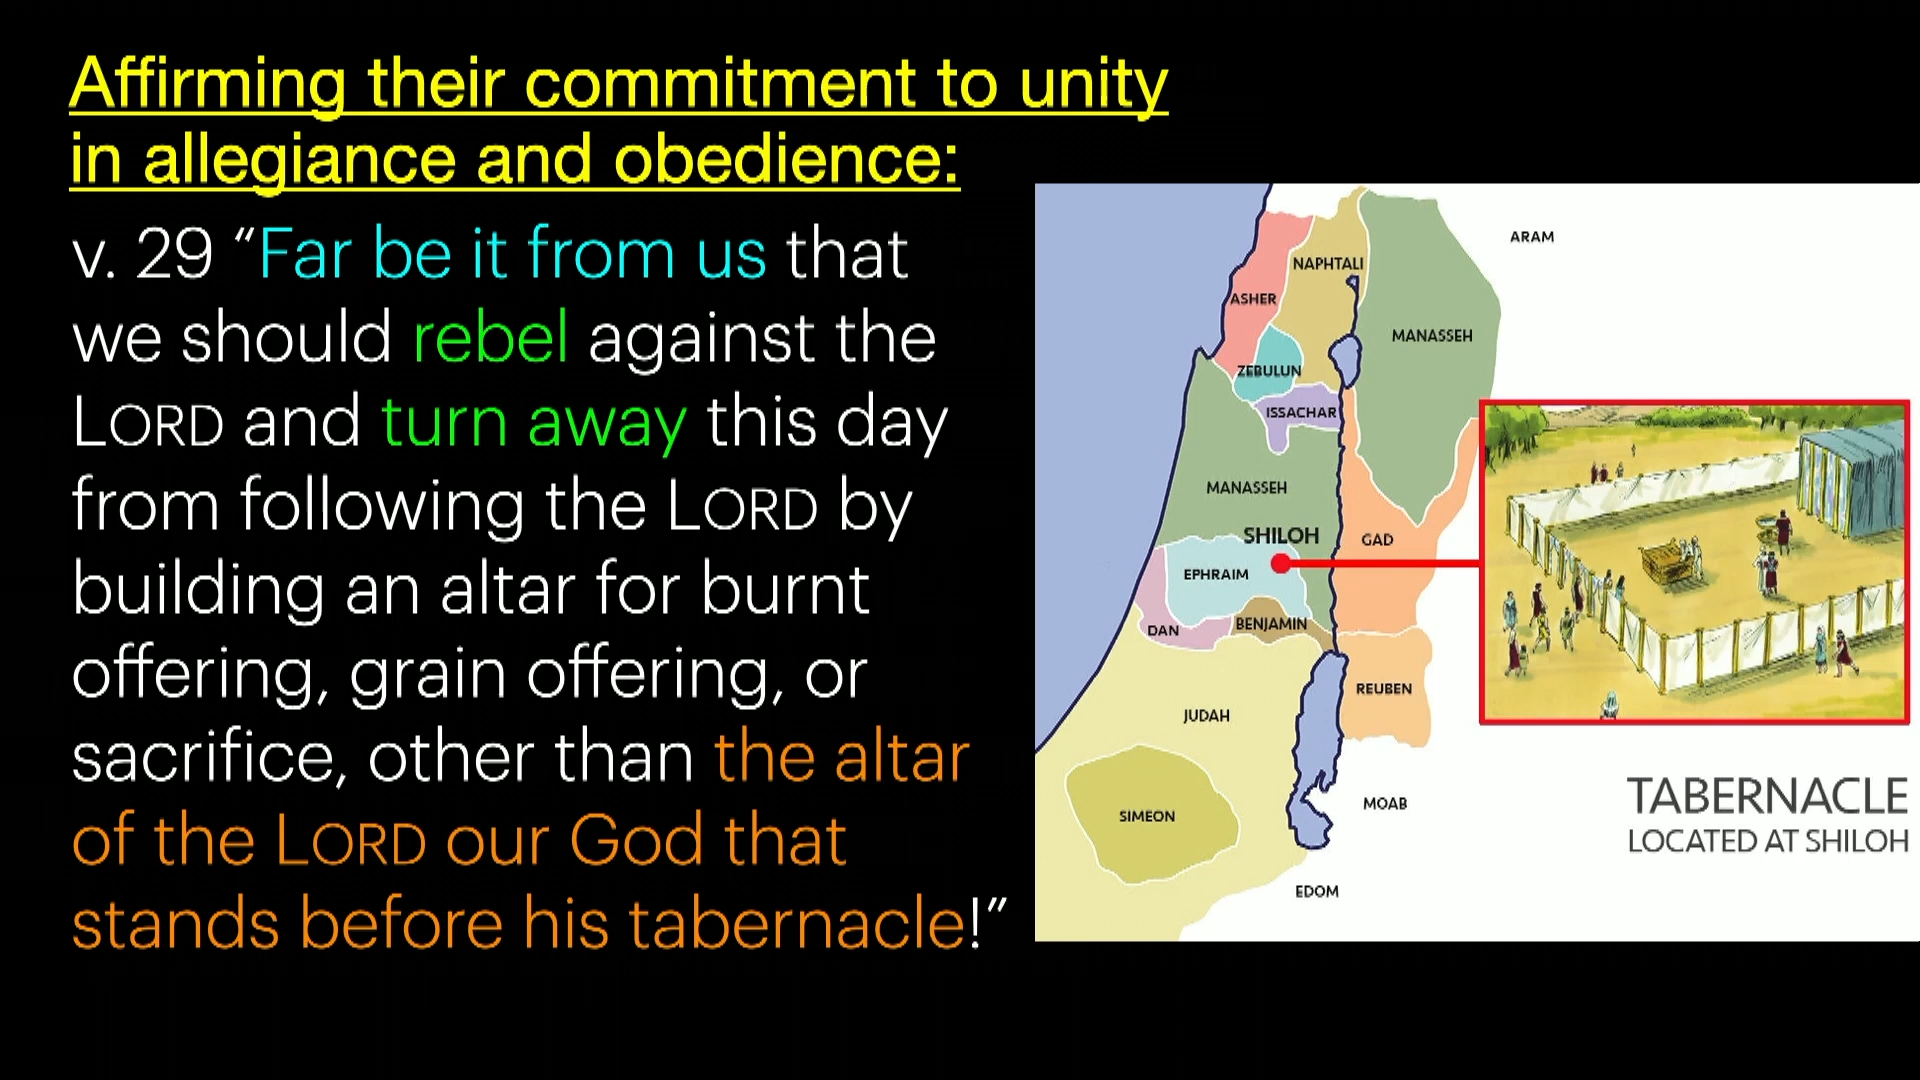 Affirming their commitment to unity
in allegiance and obedience:
v. 29 “Far be it from us that
we should rebel against the
LORD and turn away this day
from following the LORD by
building an altar for burnt
offering, grain offering, or
sacrifice, other than the altar
of the LORD our God that
stands before his tabernacle!”
ARAM
NAPHTALI
ASHER
MANASSEH
ZEBULUN
ISSACHAR
MANASSEH
SHILOH
GAD
EPHRAIM
BENJAMIN
DAN
REUBEN
JUDAH
MOAB
SIMEON
EDOM
TABERNACLE
LOCATED AT SHILOH